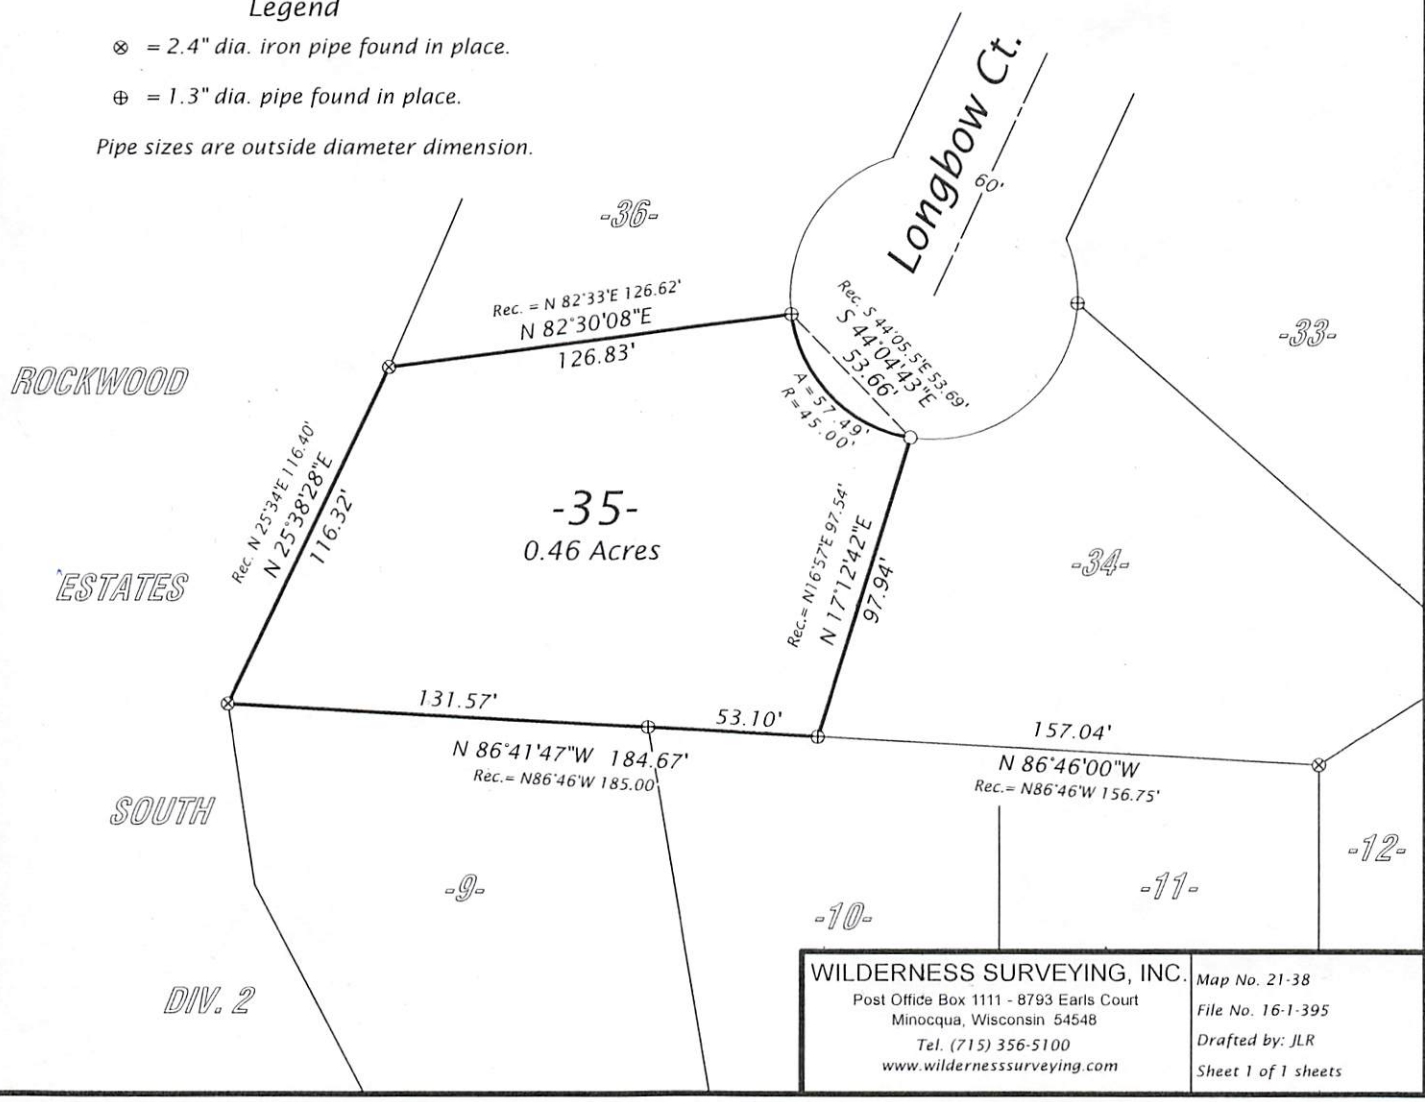 Legend
⊗ = 2.4" dia. iron pipe found in place.
⊕ = 1.3" dia. pipe found in place.
Pipe sizes are outside diameter dimension.
Longbow Ct.
60'
-36-
-33-
Rec. = N 82°33'E 126.62'
N 82°30'08"E
126.83'
Rec. S 44°05.5'E 53.69'
S 44°04'43"E
53.66'
A = 57.49'
R = 45.00'
ROCKWOOD
Rec. N 25°34'E 116.40'
N 25°38'28"E
116.32'
-35-
0.46 Acres
Rec.= N16°57'E 97.54'
N 17°12'42"E
97.94'
-34-
ESTATES
131.57'
53.10'
N 86°41'47"W 184.67'
Rec.= N86°46'W 185.00'
157.04'
N 86°46'00"W
Rec.= N86°46'W 156.75'
SOUTH
-9-
-10-
-11-
-12-
DIV. 2
WILDERNESS SURVEYING, INC.
Post Office Box 1111 - 8793 Earls Court
Minocqua, Wisconsin 54548
Tel. (715) 356-5100
www.wildernesssurveying.com
Map No. 21-38
File No. 16-1-395
Drafted by: JLR
Sheet 1 of 1 sheets